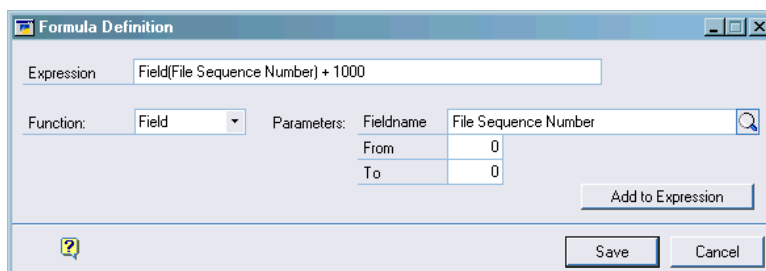 Formula Definition
Expression Field(File Sequence Number) + 1000
Function: Field Parameters: Fieldname File Sequence Number
From 0
To 0
Add to Expression
Save Cancel